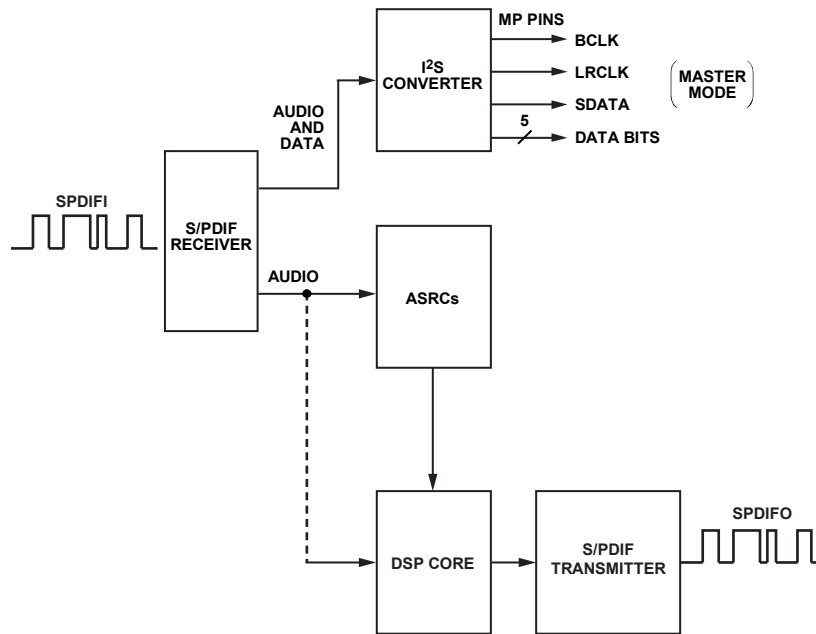 MP PINS
I²S
CONVERTER
BCLK
LRCLK
SDATA
5
DATA BITS
(MASTER
MODE)
AUDIO
AND
DATA
SPDIFI
S/PDIF
RECEIVER
AUDIO
ASRCs
DSP CORE
S/PDIF
TRANSMITTER
SPDIFO